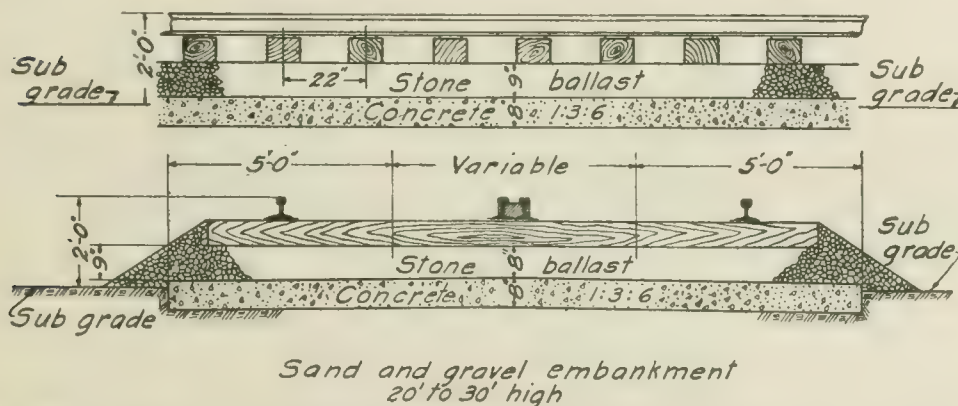 2'-0"
Sub grade
22"
Stone ballast
9"
Sub grade
Concrete 8" 1:3:6
5'-0" Variable 5'-0"
2'-0"
9"
Sub grade
Stone 8" ballast
Concrete 8" 1:3:6
Sub grade
Sand and gravel embankment
20' to 30' high